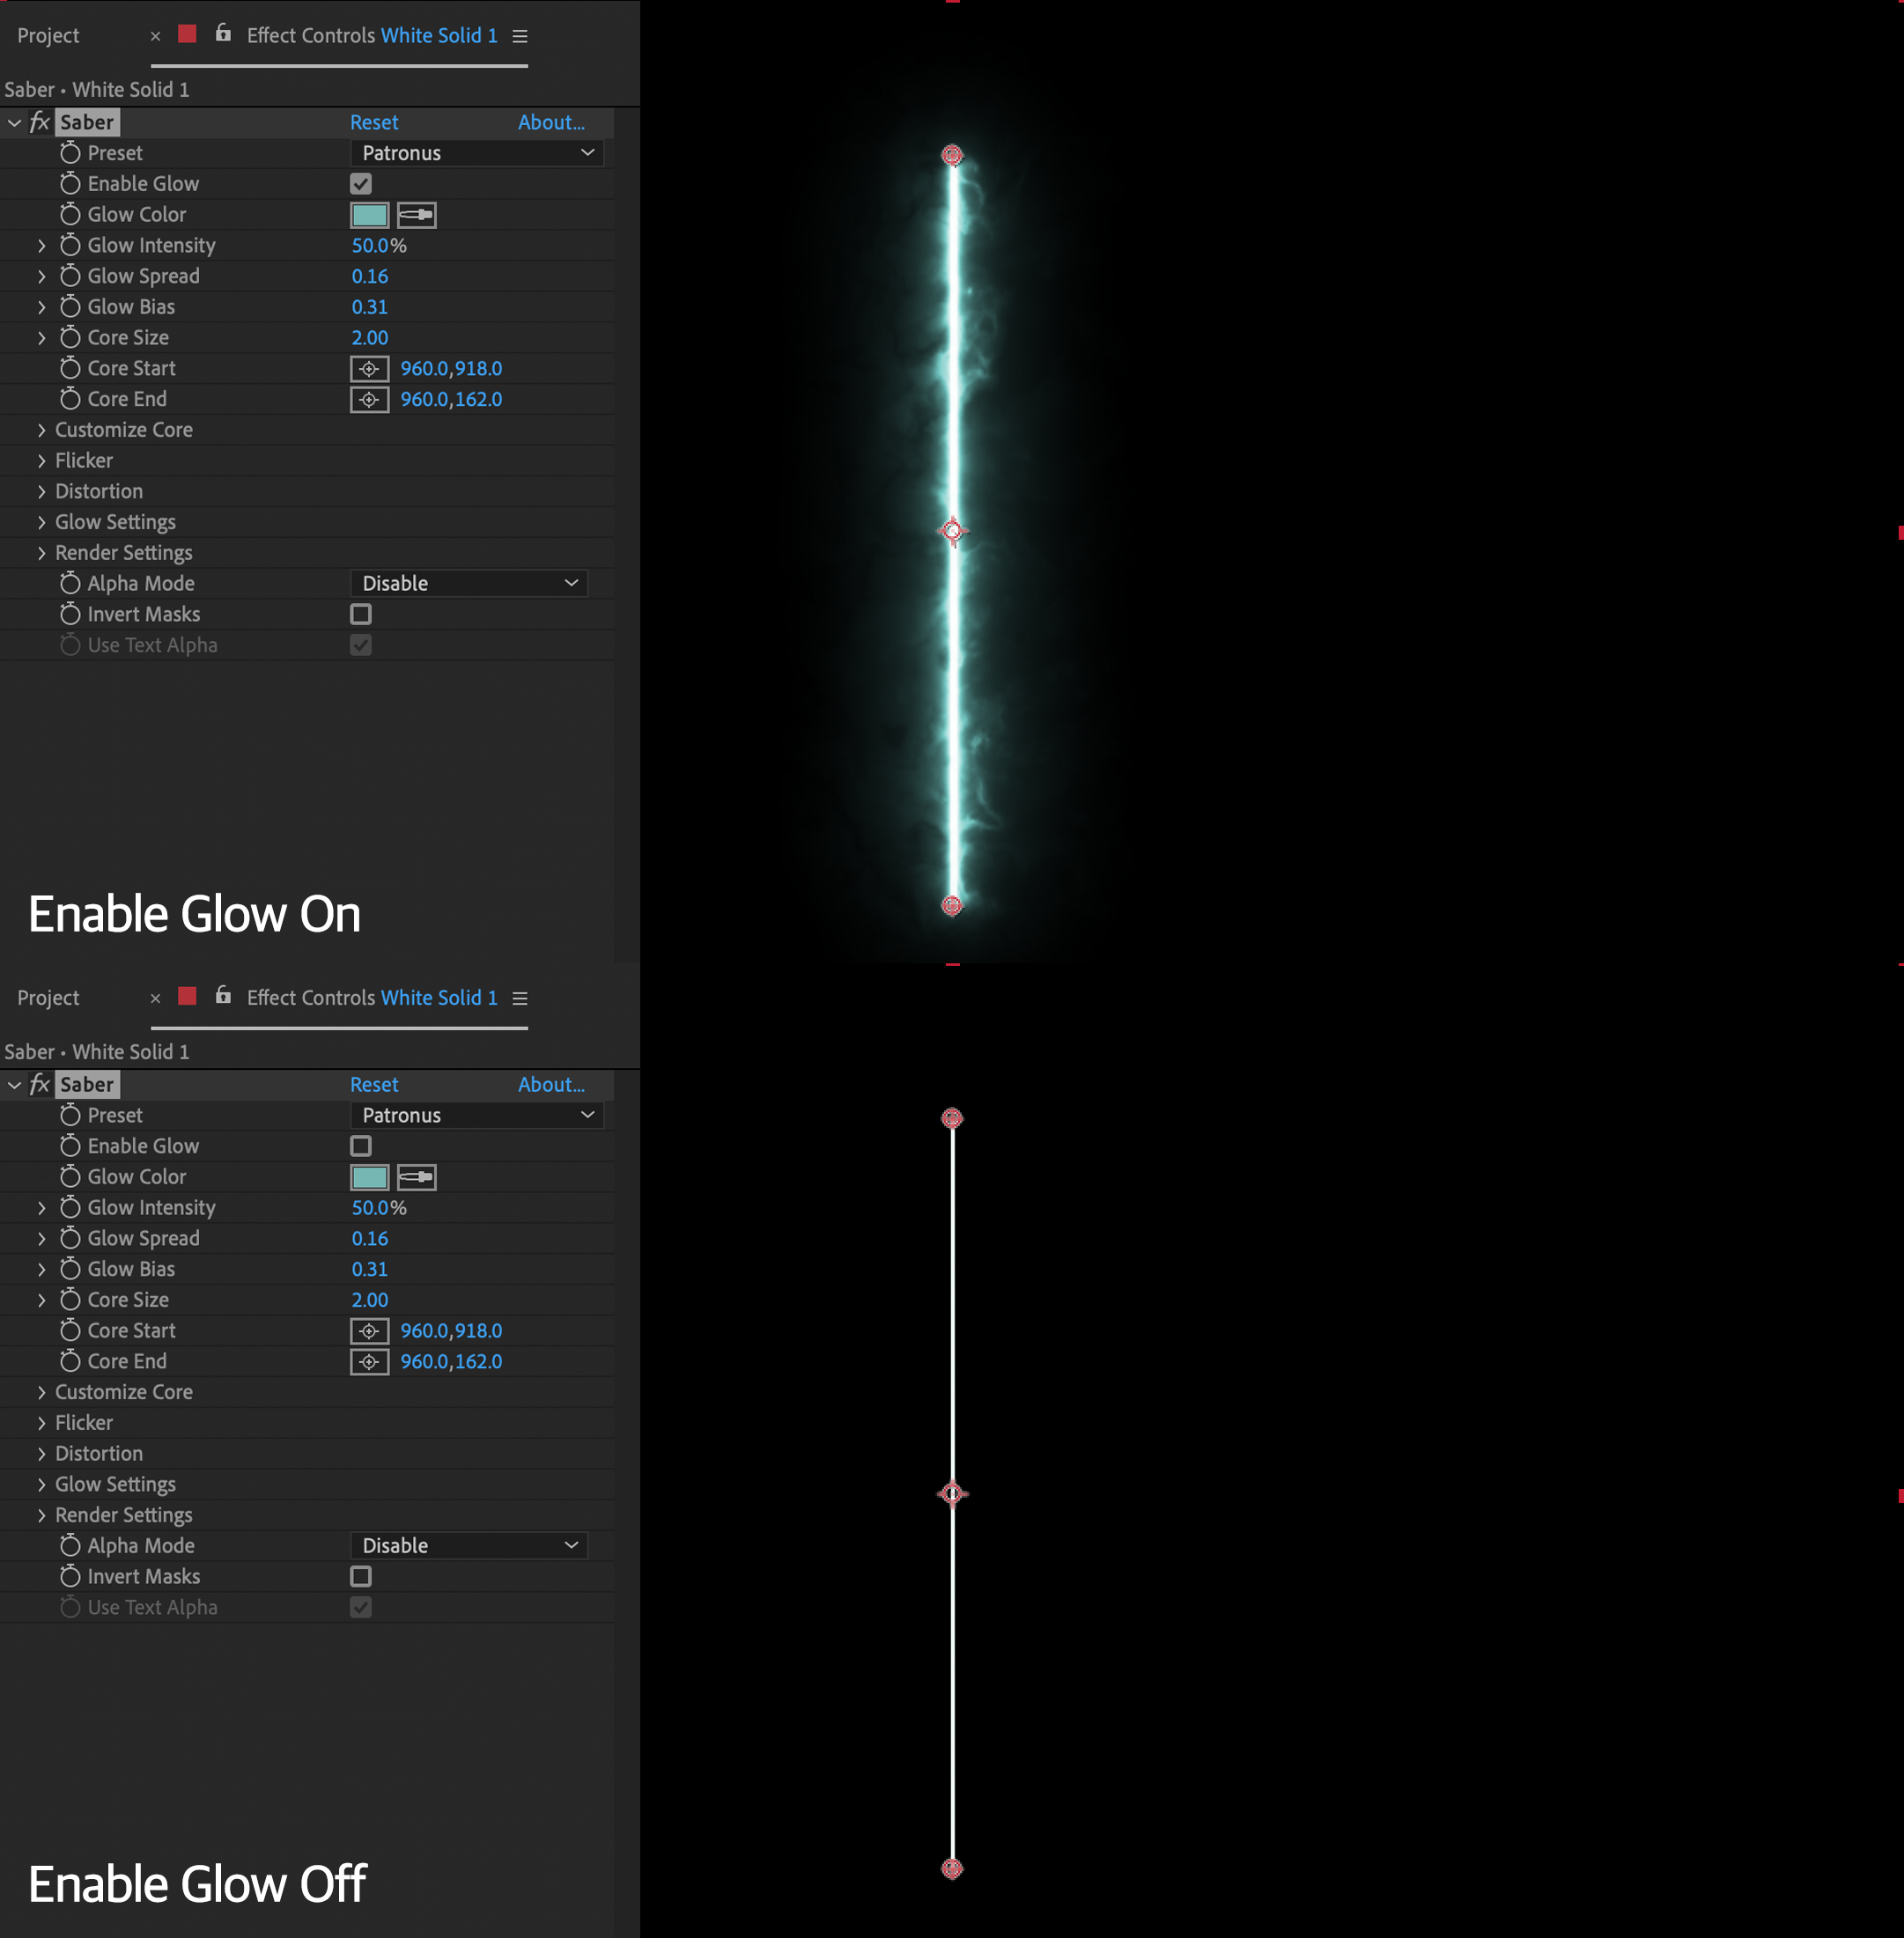 Project × Effect Controls White Solid 1
Saber • White Solid 1
fx Saber Reset About...
Preset Patronus
Enable Glow
Glow Color
Glow Intensity 50.0%
Glow Spread 0.16
Glow Bias 0.31
Core Size 2.00
Core Start 960.0,918.0
Core End 960.0,162.0
Customize Core
Flicker
Distortion
Glow Settings
Render Settings
Alpha Mode Disable
Invert Masks
Use Text Alpha
Enable Glow On
Project × Effect Controls White Solid 1
Saber • White Solid 1
fx Saber Reset About...
Preset Patronus
Enable Glow
Glow Color
Glow Intensity 50.0%
Glow Spread 0.16
Glow Bias 0.31
Core Size 2.00
Core Start 960.0,918.0
Core End 960.0,162.0
Customize Core
Flicker
Distortion
Glow Settings
Render Settings
Alpha Mode Disable
Invert Masks
Use Text Alpha
Enable Glow Off